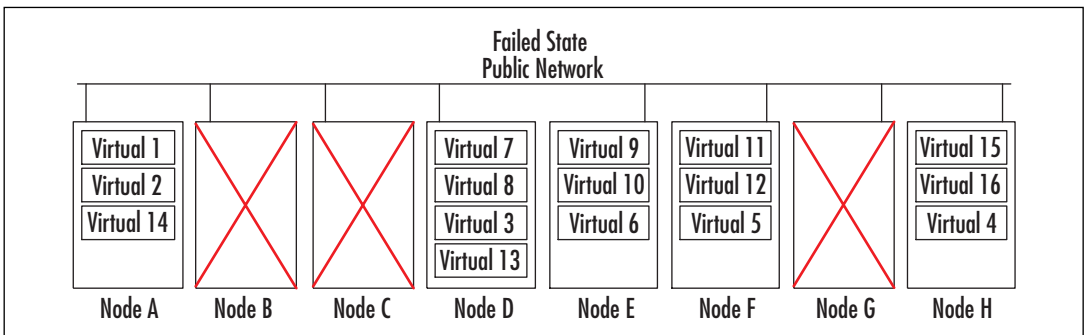 Failed State
Public Network
Virtual 1
Virtual 2
Virtual 14
Virtual 7
Virtual 8
Virtual 3
Virtual 13
Virtual 9
Virtual 10
Virtual 6
Virtual 11
Virtual 12
Virtual 5
Virtual 15
Virtual 16
Virtual 4
Node A
Node B
Node C
Node D
Node E
Node F
Node G
Node H